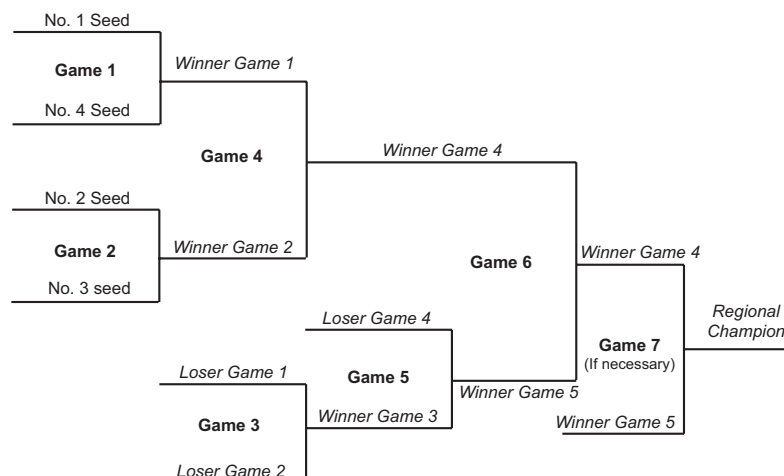 No. 1 Seed
Winner Game 1
Game 1
No. 4 Seed
Game 4
Winner Game 4
No. 2 Seed
Game 2
Winner Game 2
No. 3 seed
Game 6
Winner Game 4
Loser Game 4
Regional
Champion
Game 7
(If necessary)
Loser Game 1
Game 5
Winner Game 5
Game 3
Winner Game 3
Winner Game 5
Loser Game 2